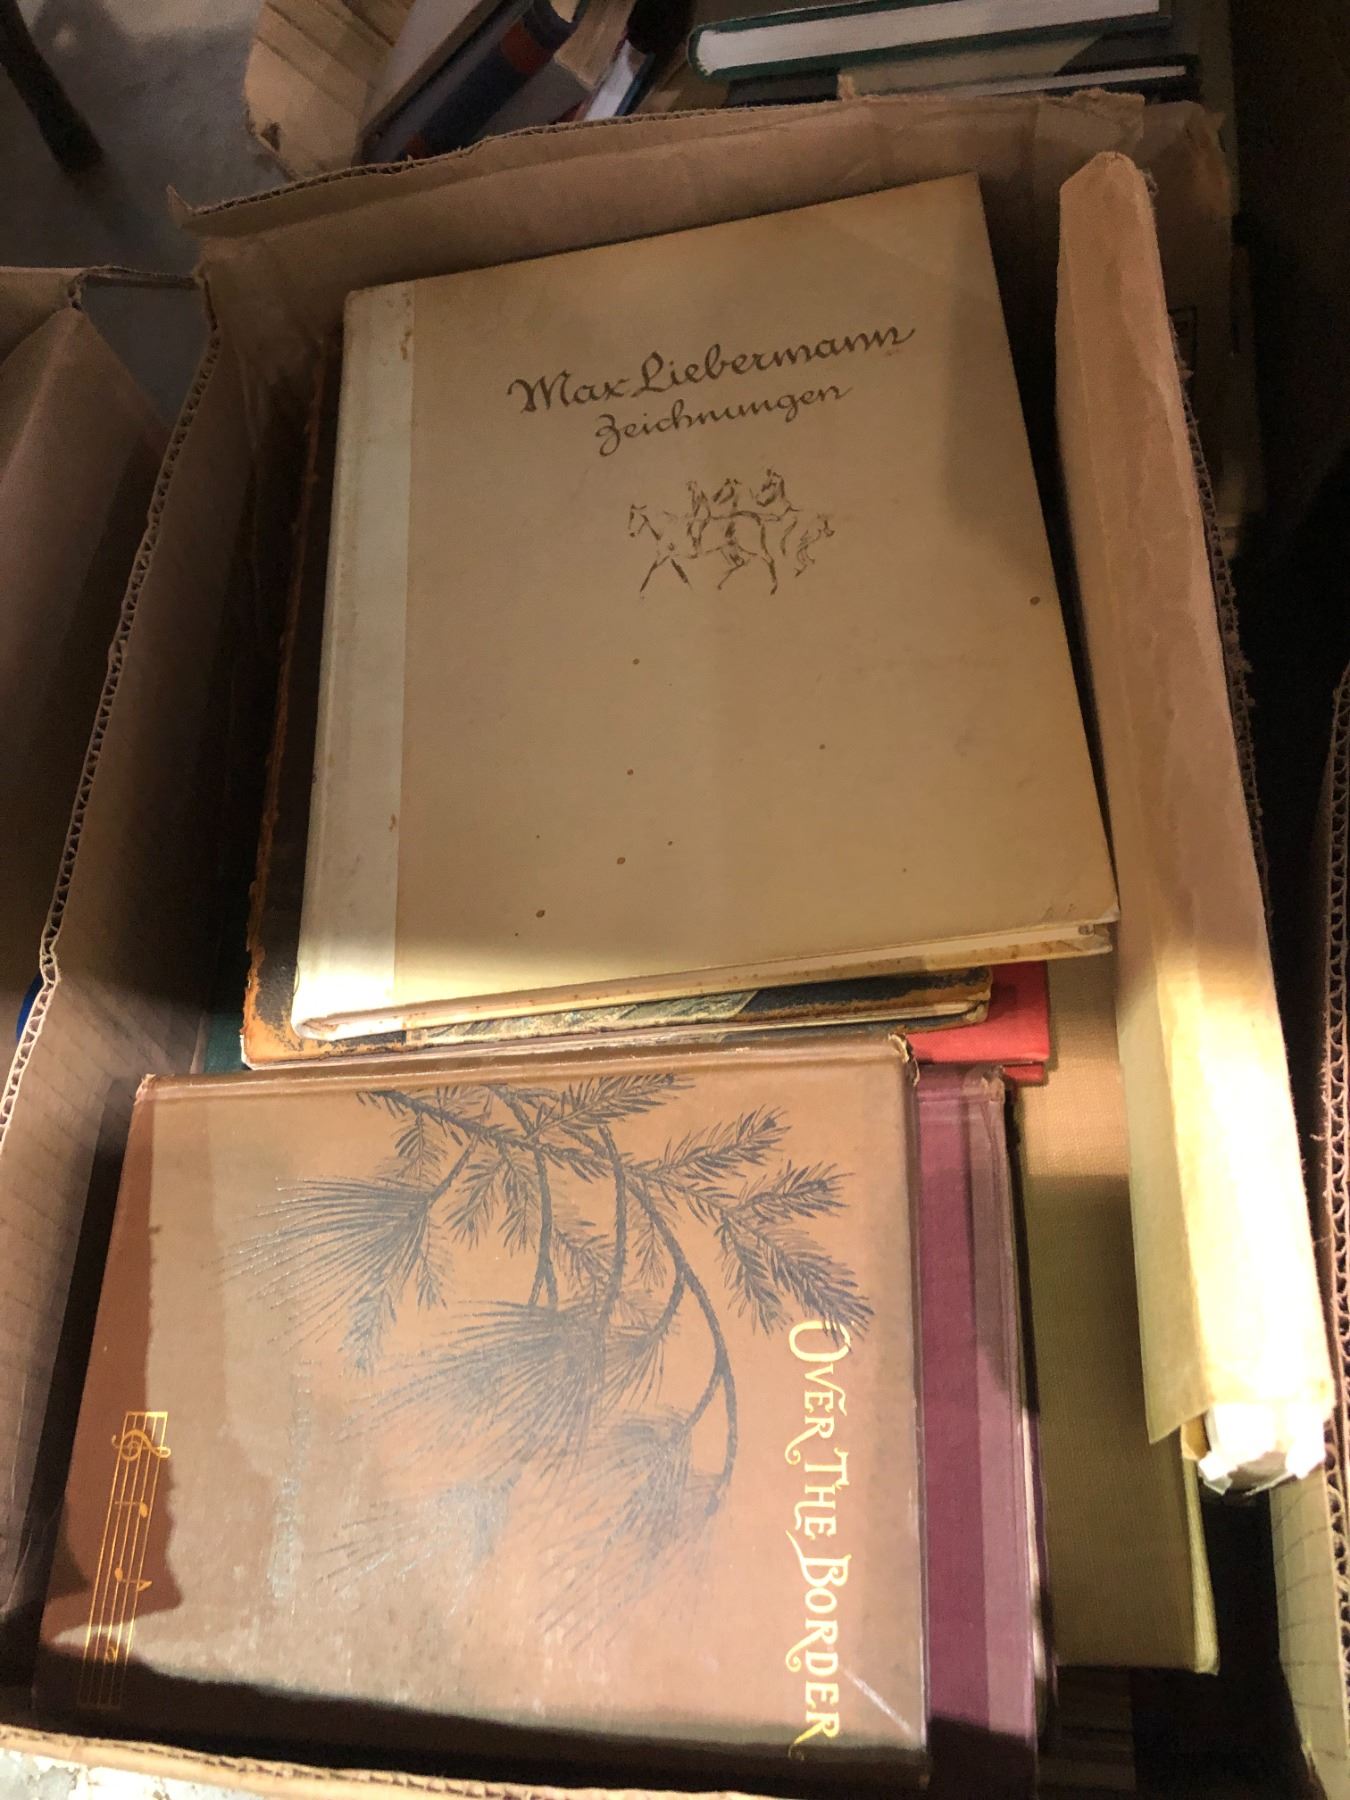 Max Liebermann
Zeichnungen
OVER THE BORDER